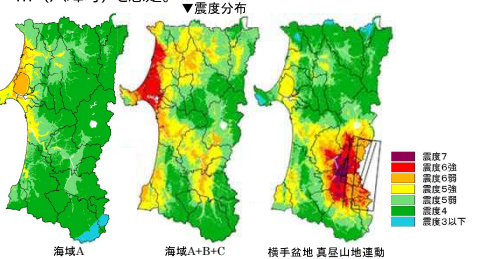 ▼震度分布
震度7
震度6強
震度6弱
震度5強
震度5弱
震度4
震度3以下
海域A
海域A+B+C
横手盆地 真昼山地連動